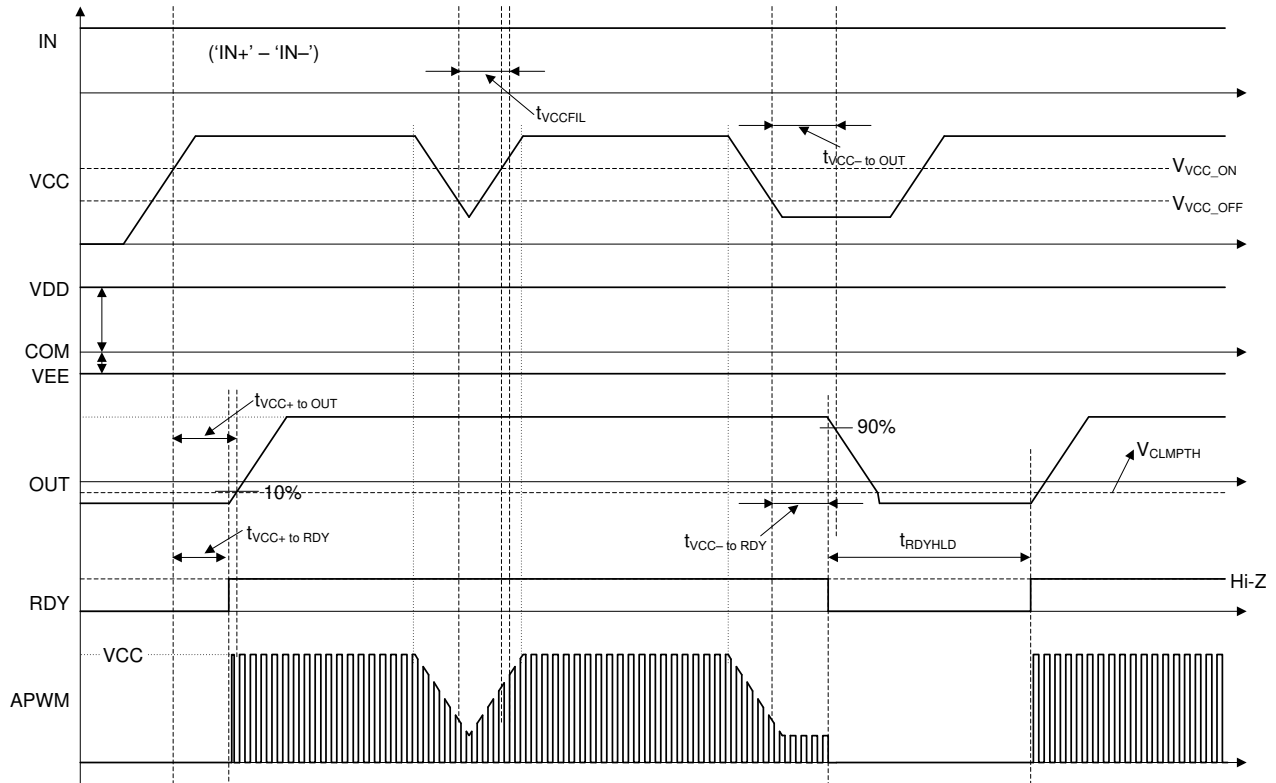 IN
(‘IN+’ – ‘IN–’)
tVCCFIL
tVCC– to OUT
VCC
VVCC_ON
VVCC_OFF
VDD
COM
VEE
tVCC+ to OUT
90%
VCLMPTH
OUT
10%
tVCC+ to RDY
tVCC– to RDY
tRDYHLD
Hi-Z
RDY
VCC
APWM